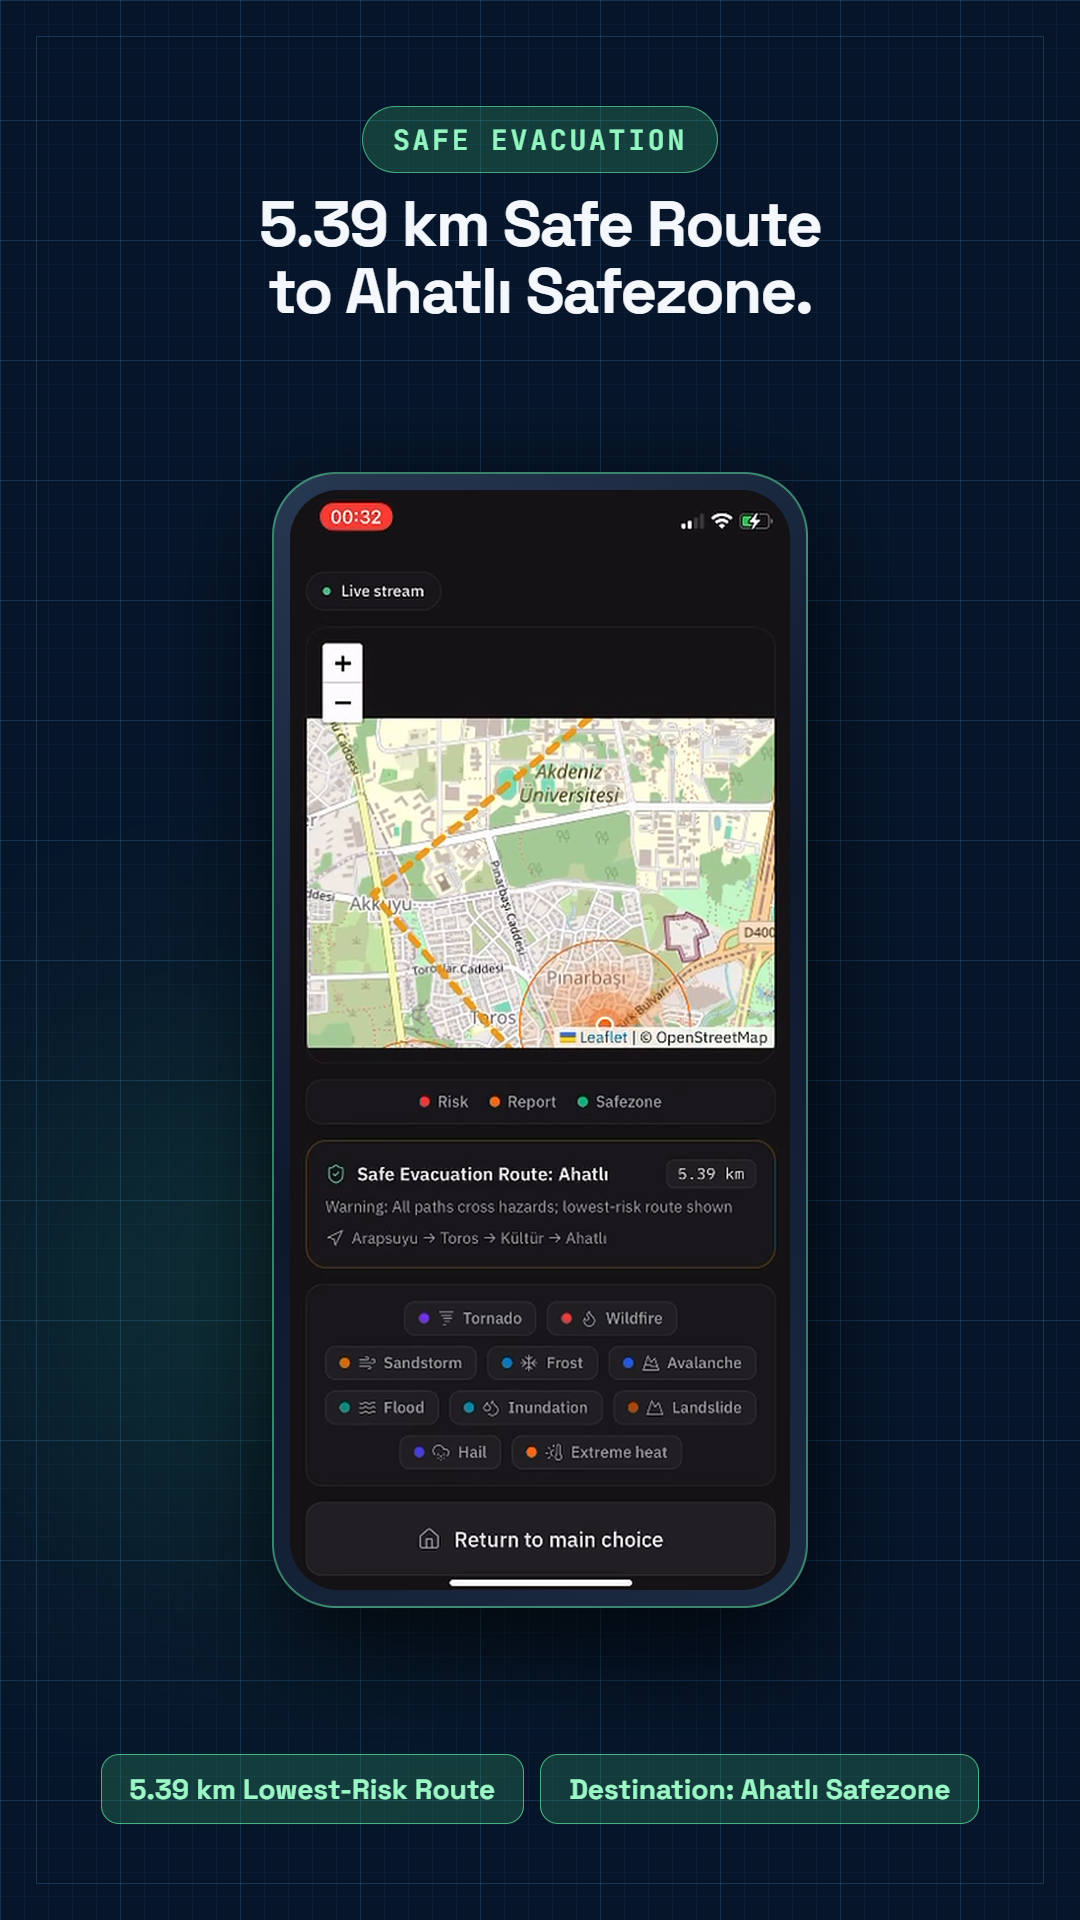 SAFE EVACUATION
5.39 km Safe Route
to Ahatlı Safezone.
00:32
Live stream
+
−
Akdeniz
Üniversitesi
Akkuyu
Pınarbaşı Caddesi
D400
Toroslar Caddesi
Pınarbaşı
Toros
Leaflet | © OpenStreetMap
Risk
Report
Safezone
Safe Evacuation Route: Ahatlı
5.39 km
Warning: All paths cross hazards; lowest-risk route shown
Arapsuyu → Toros → Kültür → Ahatlı
Tornado
Wildfire
Sandstorm
Frost
Avalanche
Flood
Inundation
Landslide
Hail
Extreme heat
Return to main choice
5.39 km Lowest-Risk Route
Destination: Ahatlı Safezone